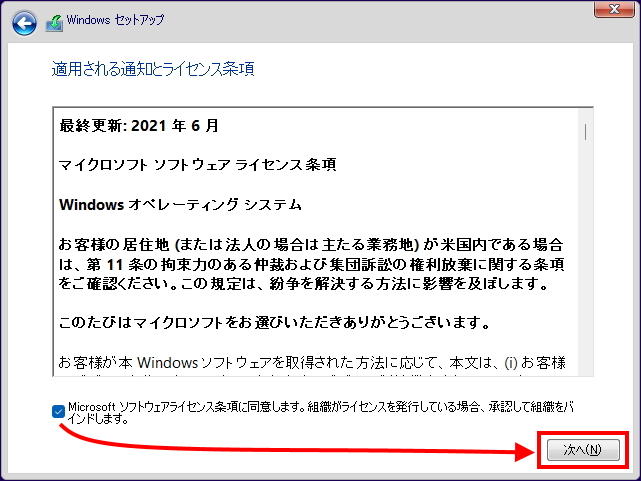 Windows セットアップ
適用される通知とライセンス条項
最終更新: 2021 年 6 月
マイクロソフト ソフトウェア ライセンス条項
Windows オペレーティング システム
お客様の居住地 (または法人の場合は主たる業務地) が米国内である場合
は、第 11 条の拘束力のある仲裁および集団訴訟の権利放棄に関する条項
をご確認ください。この規定は、紛争を解決する方法に影響を及ぼします。
このたびはマイクロソフトをお選びいただきありがとうございます。
お客様が本 Windows ソフトウェアを取得された方法に応じて、本文は、(i) お客様
Microsoft ソフトウェアライセンス条項に同意します。組織がライセンスを発行している場合、承認して組織をバ
インドします。
次へ(N)